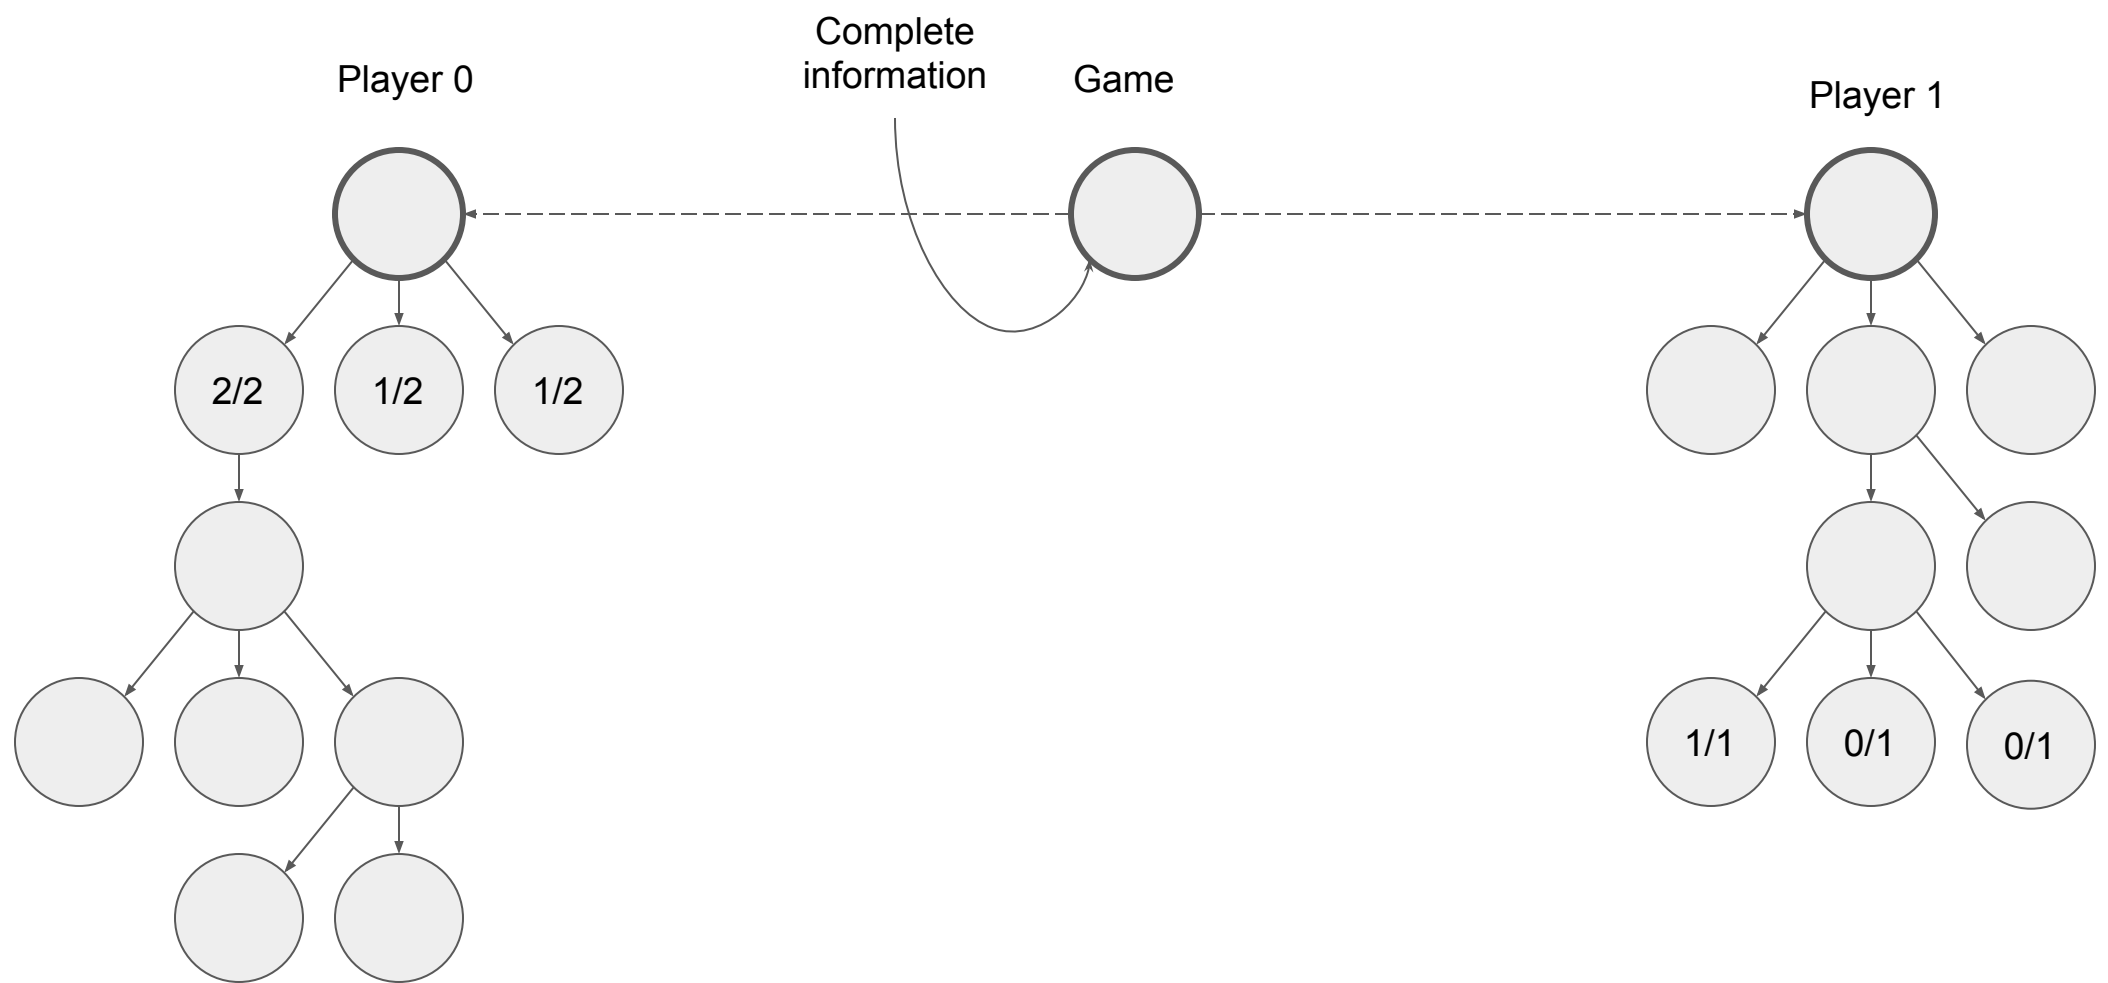 Complete
information
Player 0
Game
Player 1
2/2
1/2
1/2
1/1
0/1
0/1